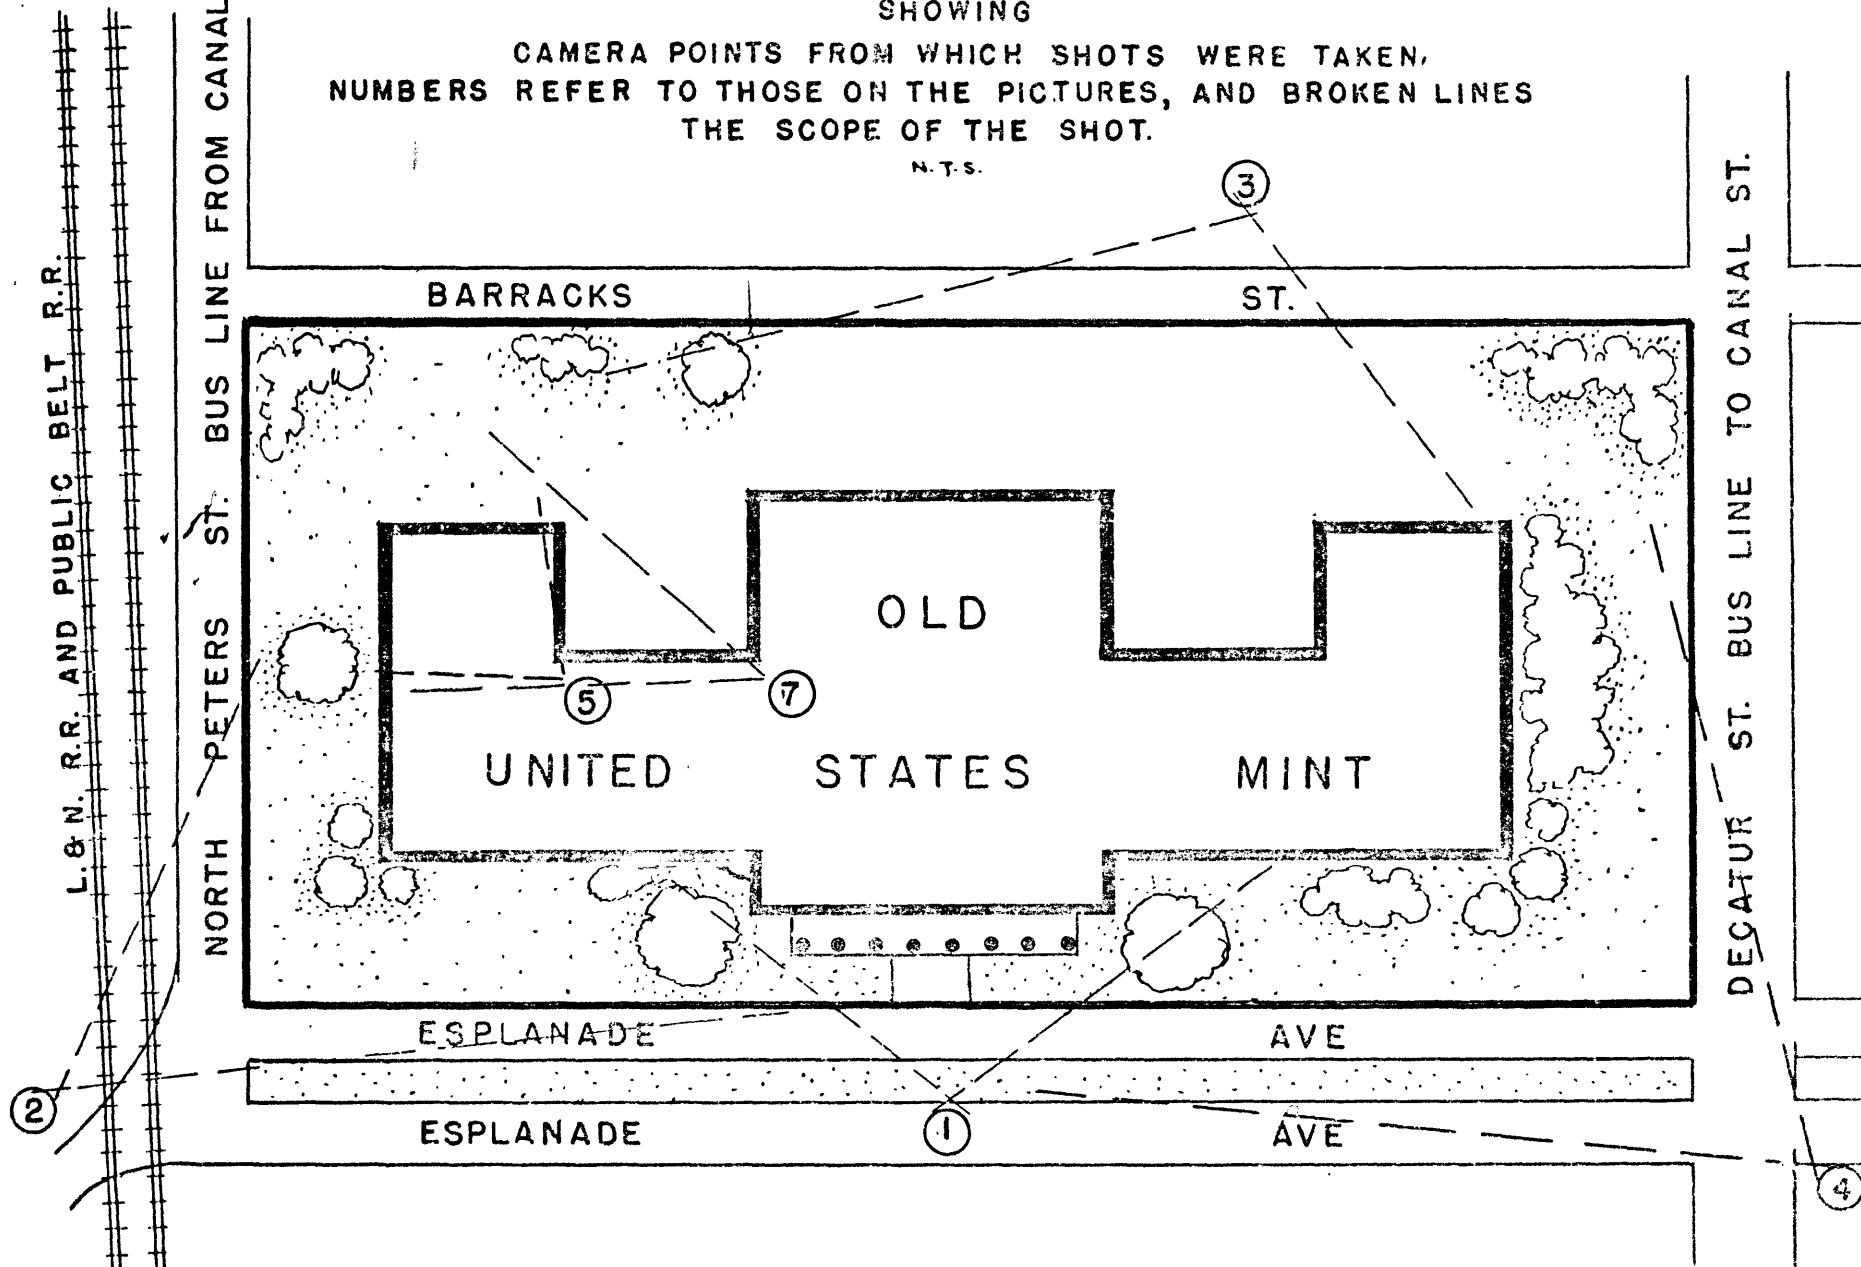 SHOWING
CAMERA POINTS FROM WHICH SHOTS WERE TAKEN,
NUMBERS REFER TO THOSE ON THE PICTURES, AND BROKEN LINES
THE SCOPE OF THE SHOT.
N.T.S.
3
BARRACKS ST.
L.& N. R.R. AND PUBLIC BELT R.R.
NORTH PETERS ST. BUS LINE FROM CANAL
DECATUR ST. BUS LINE TO CANAL ST.
OLD
5 7
UNITED STATES MINT
ESPLANADE AVE
2
ESPLANADE AVE
1
4